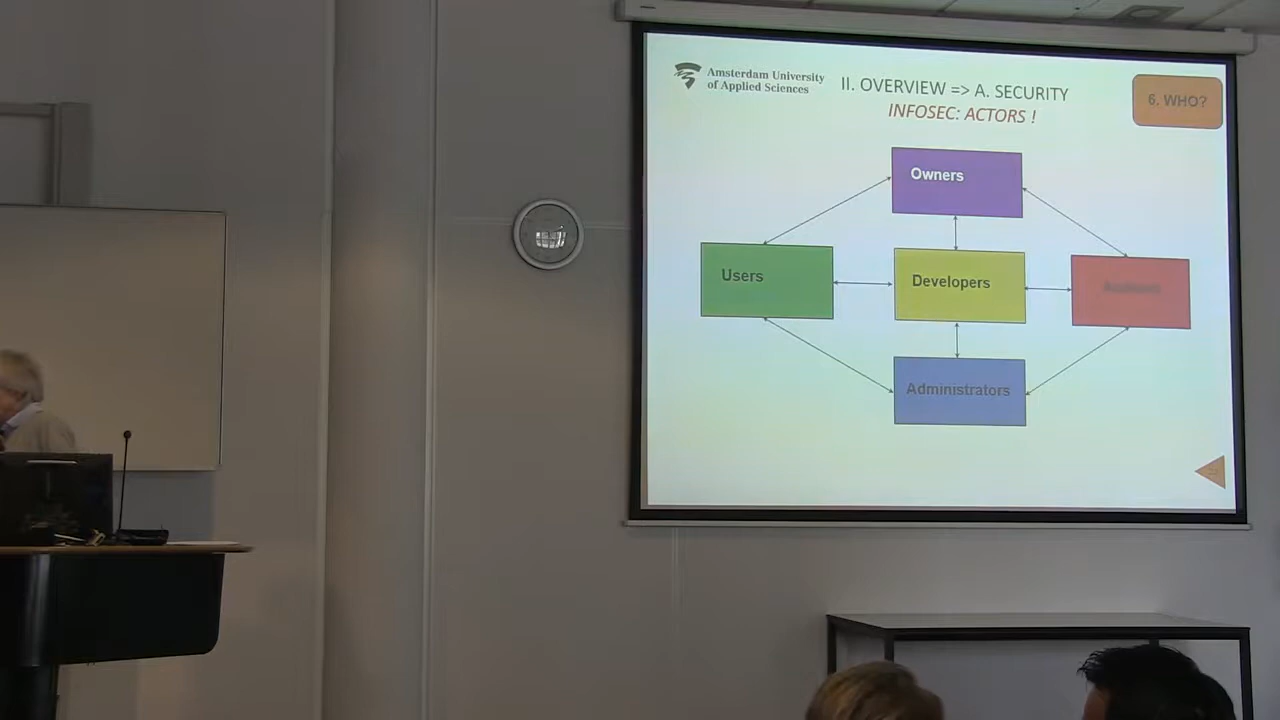 Amsterdam University
of Applied Sciences
II. OVERVIEW => A. SECURITY
INFOSEC: ACTORS !
6. WHO?
Owners
Users
Developers
Administrators